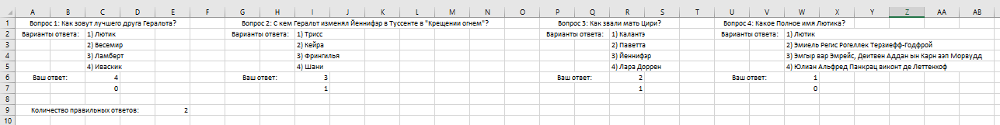 A B C D E F G H I J K L M N O P Q R S T U V W X Y Z AA AB
1 Вопрос 1: Как зовут лучшего друга Геральта? Вопрос 2: С кем Геральт изменял Йеннифэр в Туссенте в "Крещении огнем"? Вопрос 3: Как звали мать Цири? Вопрос 4: Какое Полное имя Лютика?
2 Варианты ответа: 1) Лютик Варианты ответа: 1) Трисс Варианты ответа: 1) Калантэ Варианты ответа: 1) Лютик
3 2) Весемир 2) Кейра 2) Паветта 2) Эмиель Регис Рогеллек Терзиефф-Годфрой
4 3) Ламберт 3) Фрингилья 3) Йеннифэр 3) Эмгыр вар Эмрейс, Деитвен Аддан ын Карн аэп Морвудд
5 4) Иваскик 4) Шани 4) Лара Доррен 4) Юлиан Альфред Панкрац виконт де Леттенхоф
6 Ваш ответ: 4 Ваш ответ: 3 Ваш ответ: 2 Ваш ответ: 1
7 0 1 1 0
8
9 Количество правильных ответов: 2
10